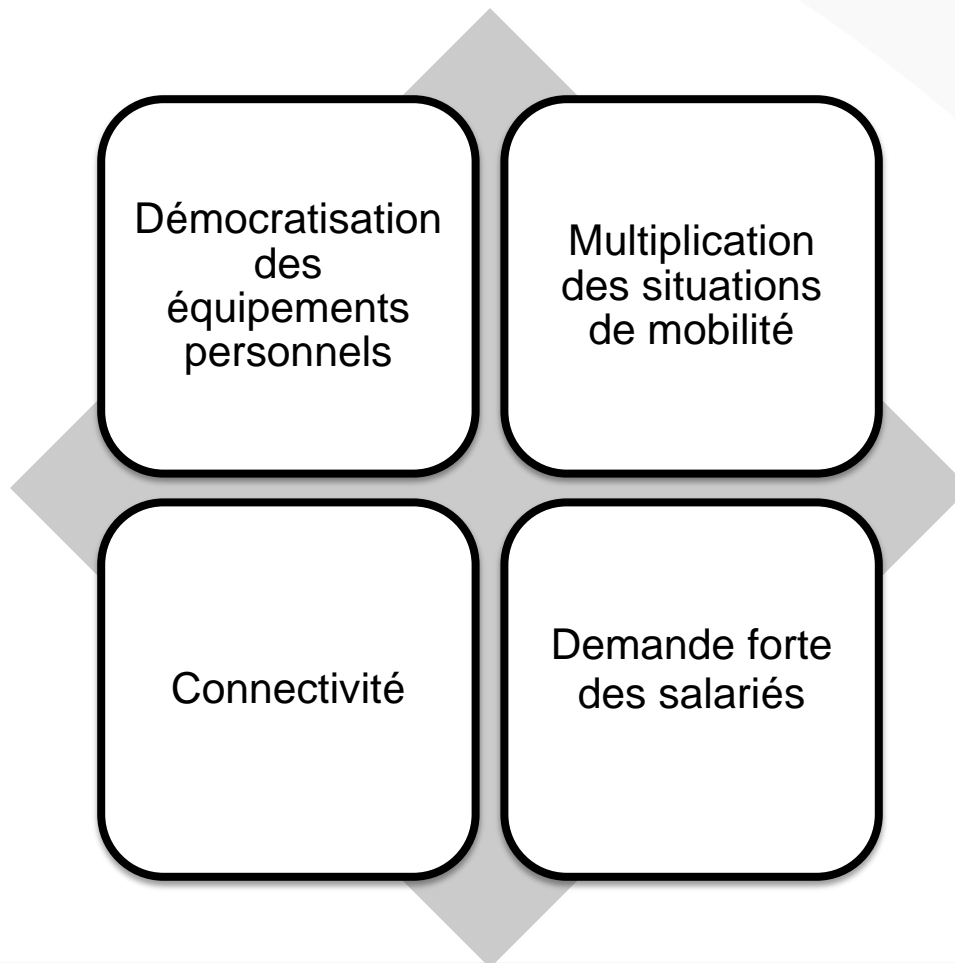 Démocratisation
des
équipements
personnels
Multiplication
des situations
de mobilité
Connectivité
Demande forte
des salariés